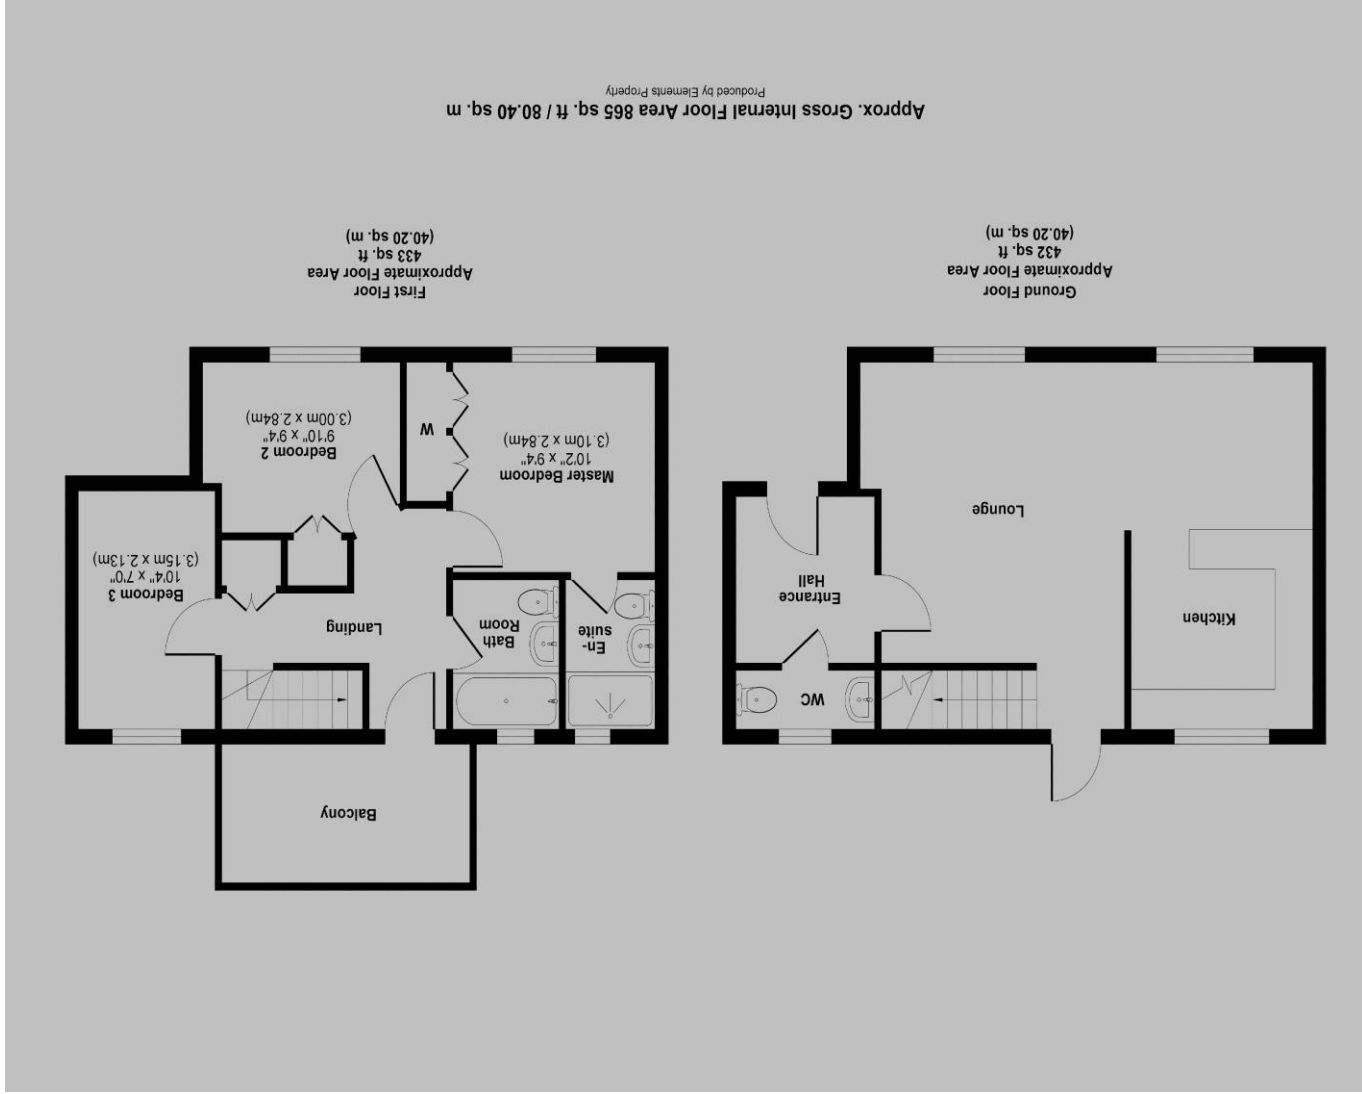 WC
Kitchen
Entrance
Hall
Lounge
Ground Floor
Approximate Floor Area
432 sq. ft
(40.20 sq. m)
Balcony
En-
suite
Bath
Room
Landing
Bedroom 3
10'4" x 7'0"
(3.15m x 2.13m)
Master Bedroom
10'2" x 9'4"
(3.10m x 2.84m)
W
Bedroom 2
9'10" x 9'4"
(3.00m x 2.84m)
First Floor
Approximate Floor Area
433 sq. ft
(40.20 sq. m)
Approx. Gross Internal Floor Area 865 sq. ft / 80.40 sq. m
Produced by Elements Property